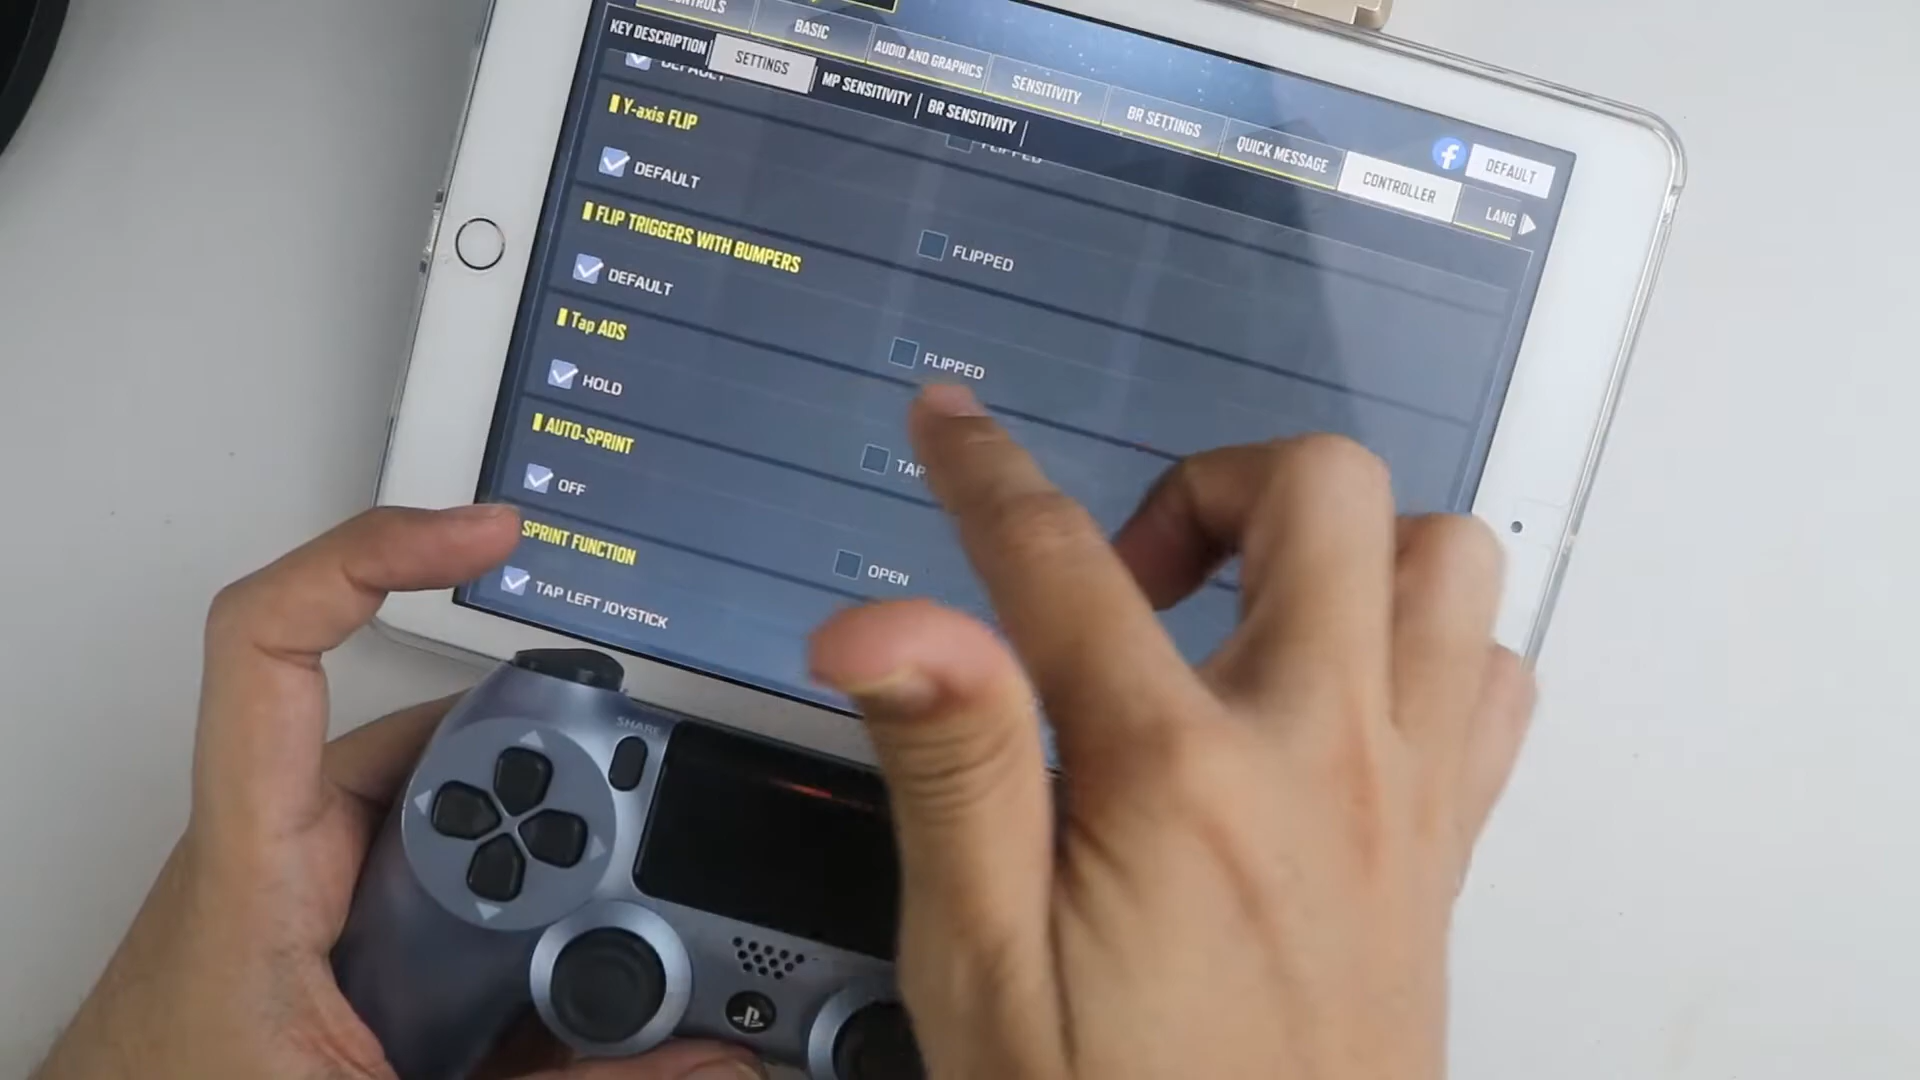 BASIC
AUDIO AND GRAPHICS
SENSITIVITY
BR SETTINGS
QUICK MESSAGE
CONTROLLER
LANG
KEY DESCRIPTION
SETTINGS
MP SENSITIVITY
BR SENSITIVITY
DEFAULT
DEFAULT
FLIPPED
Y-axis FLIP
DEFAULT
FLIPPED
FLIP TRIGGERS WITH BUMPERS
DEFAULT
FLIPPED
Tap ADS
HOLD
TAP
AUTO-SPRINT
OFF
OPEN
SPRINT FUNCTION
TAP LEFT JOYSTICK
SHARE